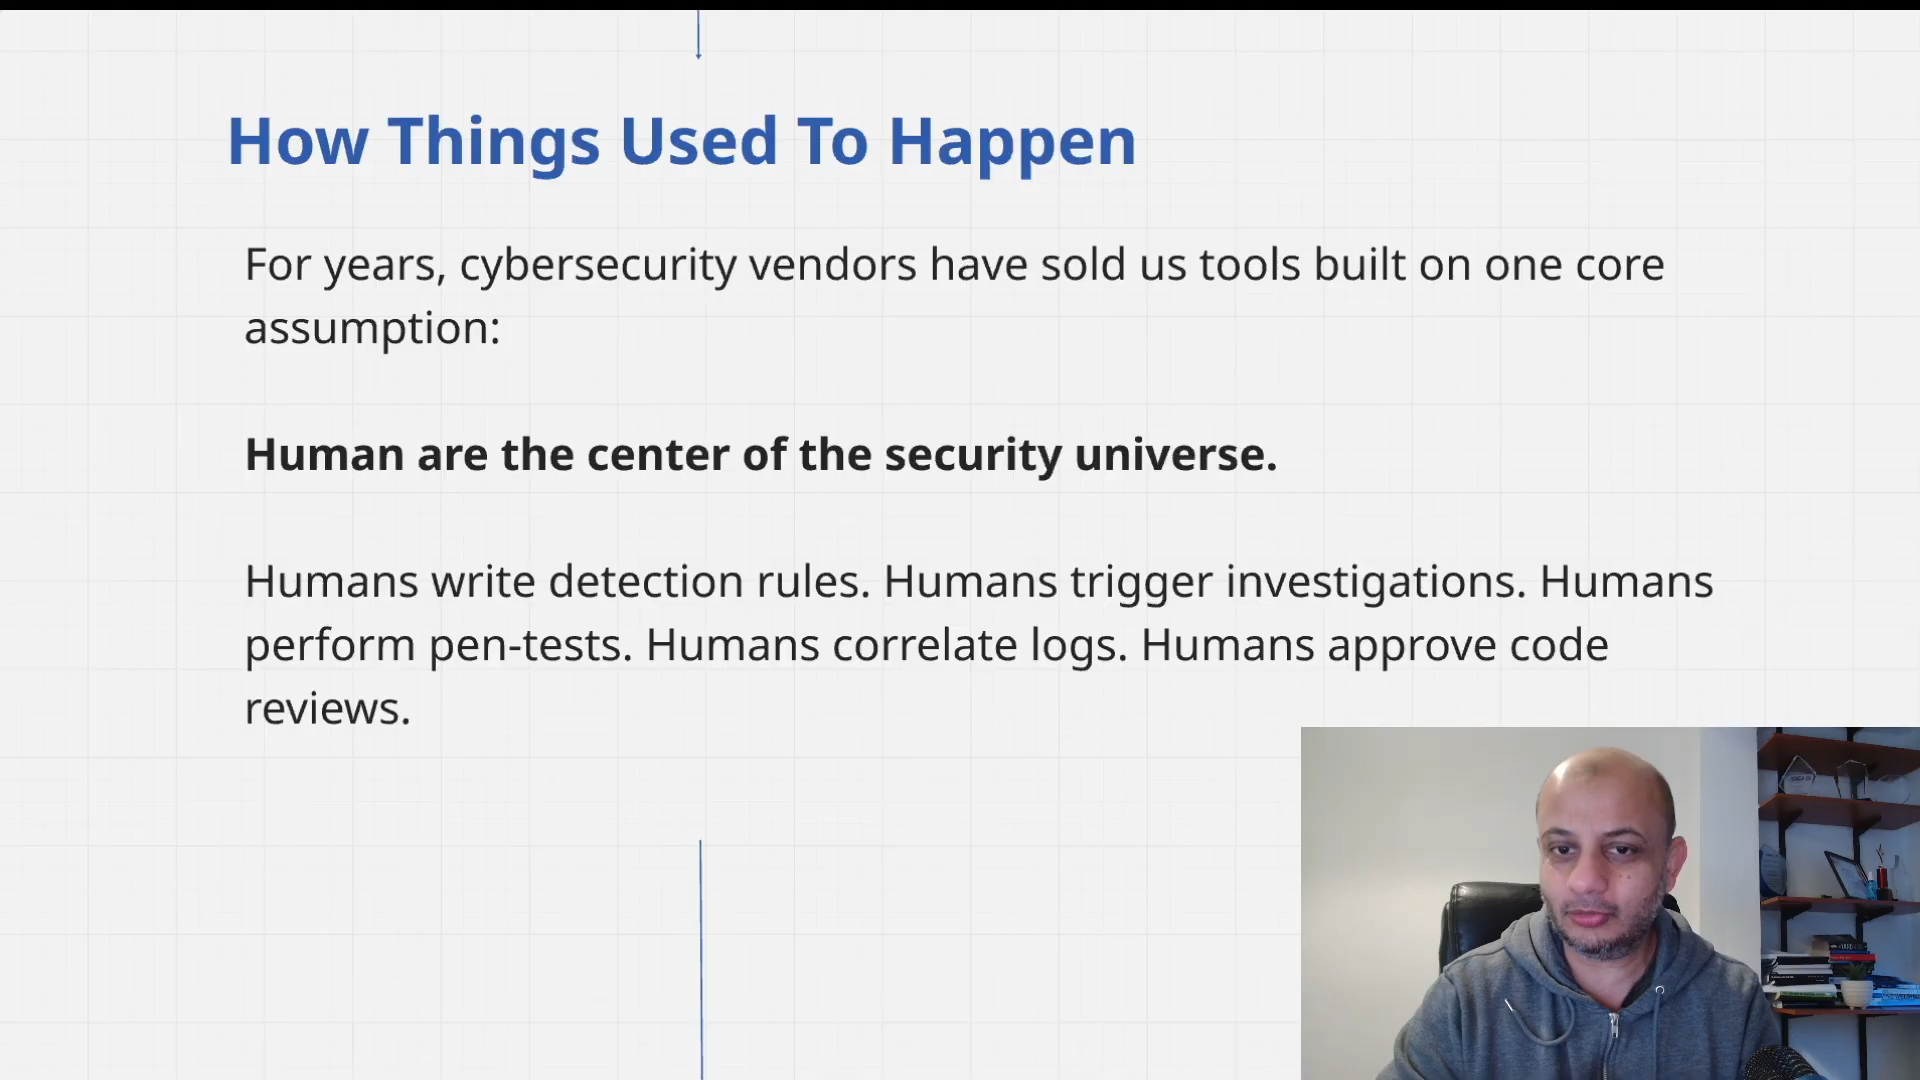 How Things Used To Happen
For years, cybersecurity vendors have sold us tools built on one core
assumption:
Human are the center of the security universe.
Humans write detection rules. Humans trigger investigations. Humans
perform pen-tests. Humans correlate logs. Humans approve code
reviews.